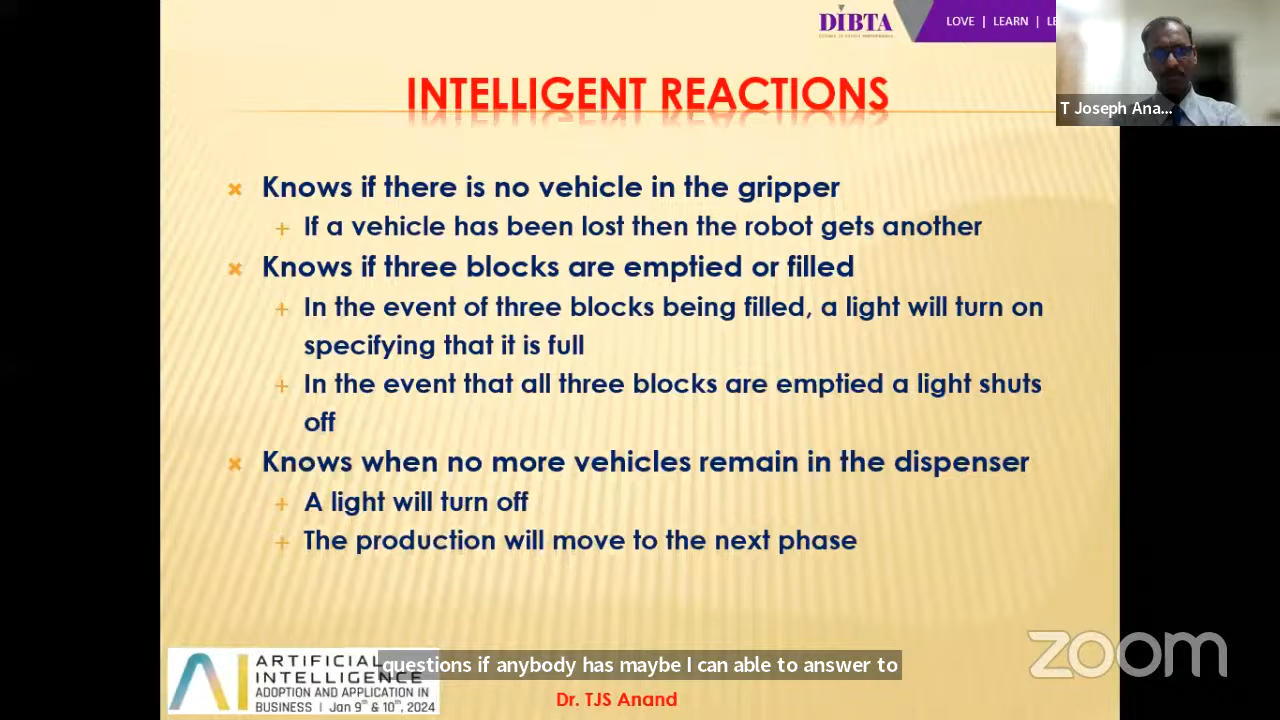 DIBTA
LOVE | LEARN | LE
T Joseph Ana...
INTELLIGENT REACTIONS
Knows if there is no vehicle in the gripper
If a vehicle has been lost then the robot gets another
Knows if three blocks are emptied or filled
In the event of three blocks being filled, a light will turn on
specifying that it is full
In the event that all three blocks are emptied a light shuts
off
Knows when no more vehicles remain in the dispenser
A light will turn off
The production will move to the next phase
zoom
ARTIFICIAL
INTELLIGENCE
ADOPTION AND APPLICATION IN
BUSINESS | Jan 9th & 10th, 2024
questions if anybody has maybe I can able to answer to
Dr. TJS Anand